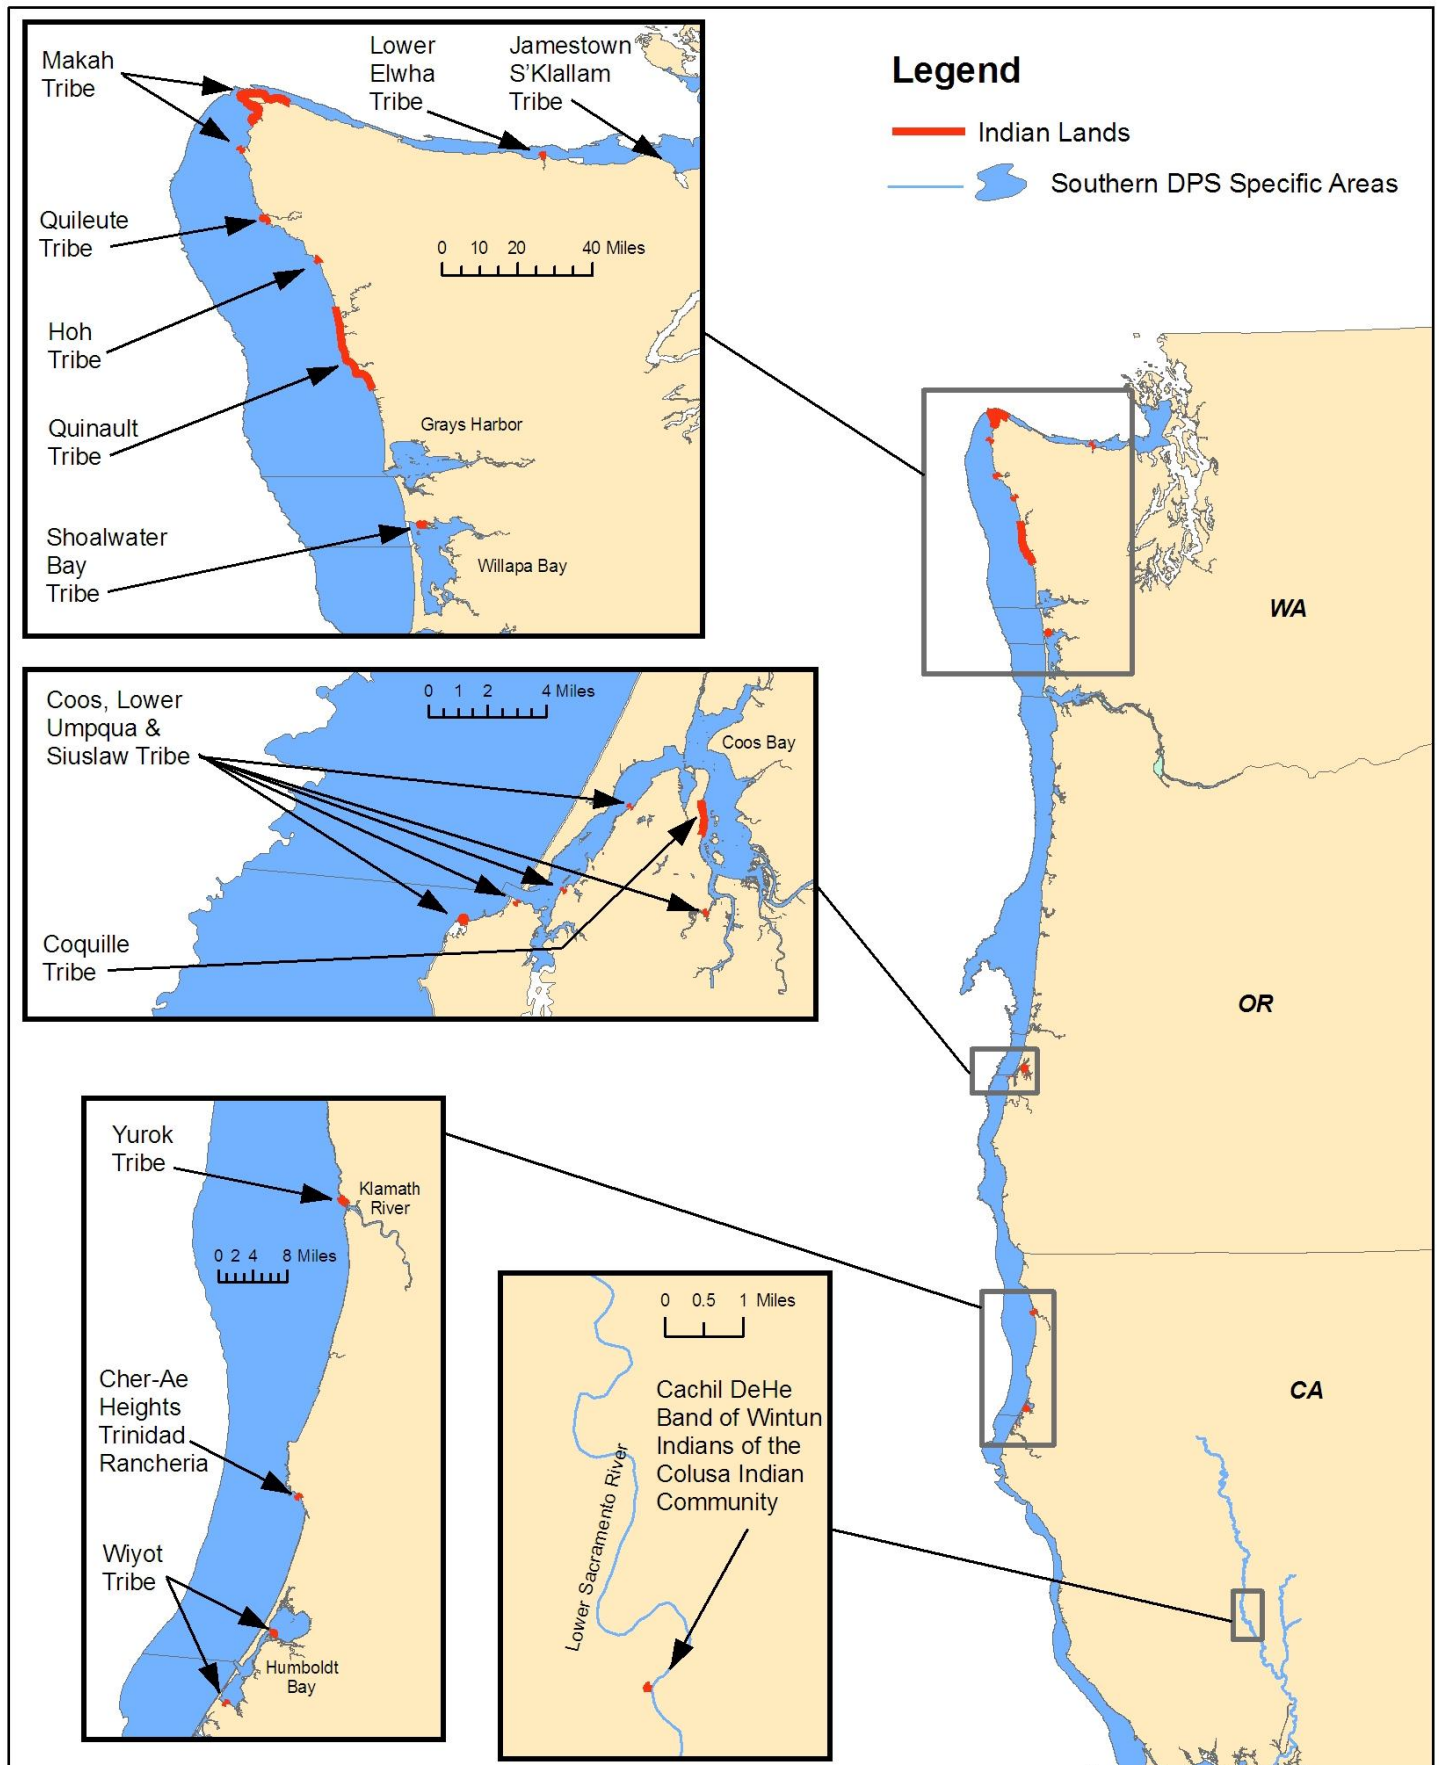 Makah
Tribe
Lower
Elwha
Tribe
Jamestown
S'Klallam
Tribe
Quileute
Tribe
0 10 20 40 Miles
Hoh
Tribe
Quinault
Tribe
Grays Harbor
Shoalwater
Bay
Tribe
Willapa Bay
Legend
Indian Lands
Southern DPS Specific Areas
WA
OR
CA
Coos, Lower
Umpqua &
Siuslaw Tribe
0 1 2 4 Miles
Coos Bay
Coquille
Tribe
Yurok
Tribe
Klamath
River
0 2 4 8 Miles
Cher-Ae
Heights
Trinidad
Rancheria
Wiyot
Tribe
Humboldt
Bay
0 0.5 1 Miles
Cachil DeHe
Band of Wintun
Indians of the
Colusa Indian
Community
Lower Sacramento River